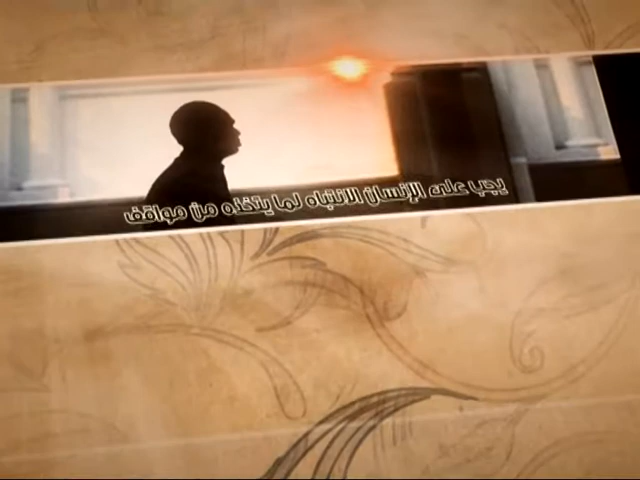 يجب على الإنسان الانتباه لما يتخذه من مواقف